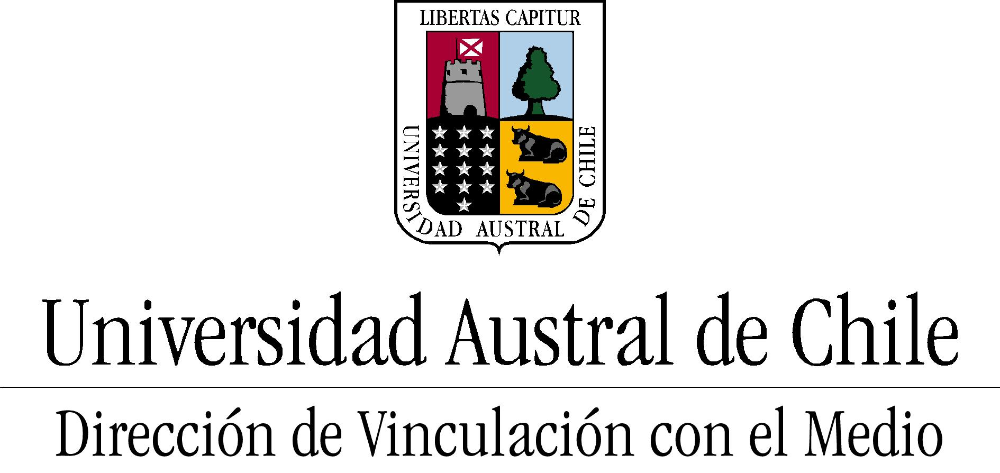 LIBERTAS CAPITUR
UNIVERSIDAD AUSTRAL DE CHILE
Universidad Austral de Chile
Dirección de Vinculación con el Medio